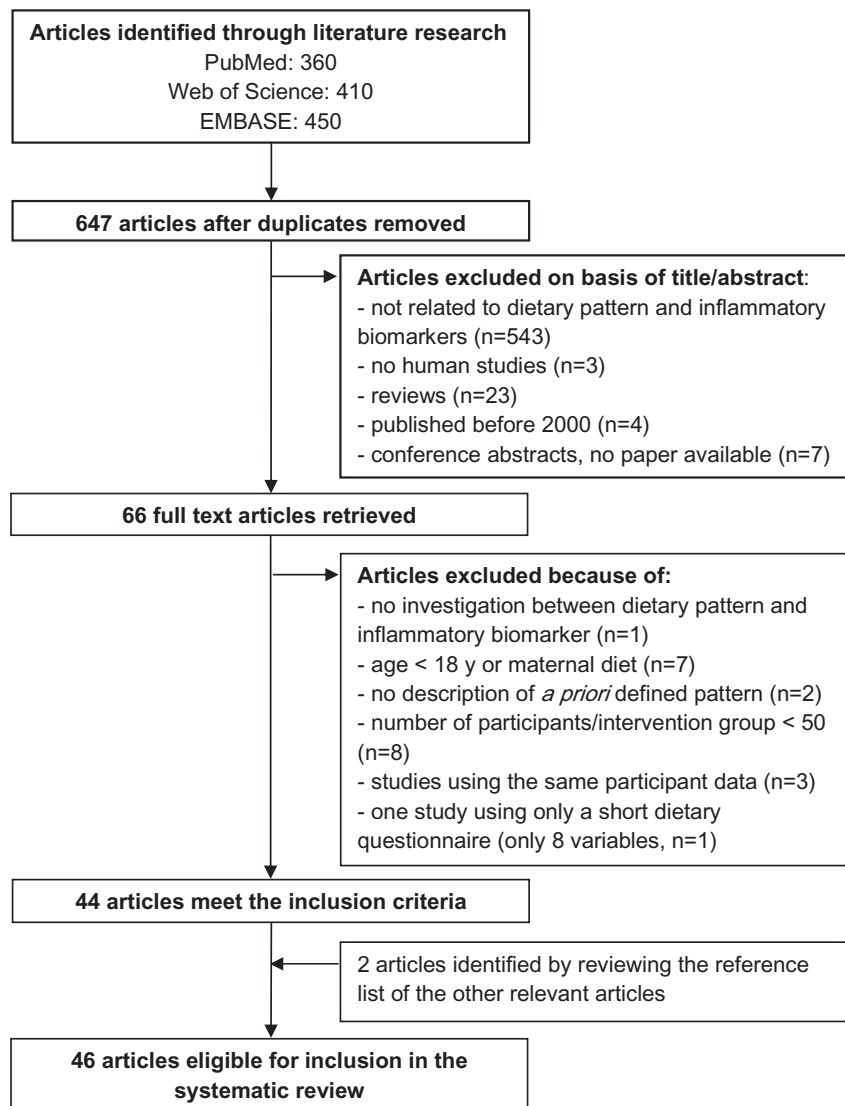 Articles identified through literature research
PubMed: 360
Web of Science: 410
EMBASE: 450
647 articles after duplicates removed
Articles excluded on basis of title/abstract:
- not related to dietary pattern and inflammatory
biomarkers (n=543)
- no human studies (n=3)
- reviews (n=23)
- published before 2000 (n=4)
- conference abstracts, no paper available (n=7)
66 full text articles retrieved
Articles excluded because of:
- no investigation between dietary pattern and
inflammatory biomarker (n=1)
- age < 18 y or maternal diet (n=7)
- no description of a priori defined pattern (n=2)
- number of participants/intervention group < 50
(n=8)
- studies using the same participant data (n=3)
- one study using only a short dietary
questionnaire (only 8 variables, n=1)
44 articles meet the inclusion criteria
2 articles identified by reviewing the reference
list of the other relevant articles
46 articles eligible for inclusion in the
systematic review